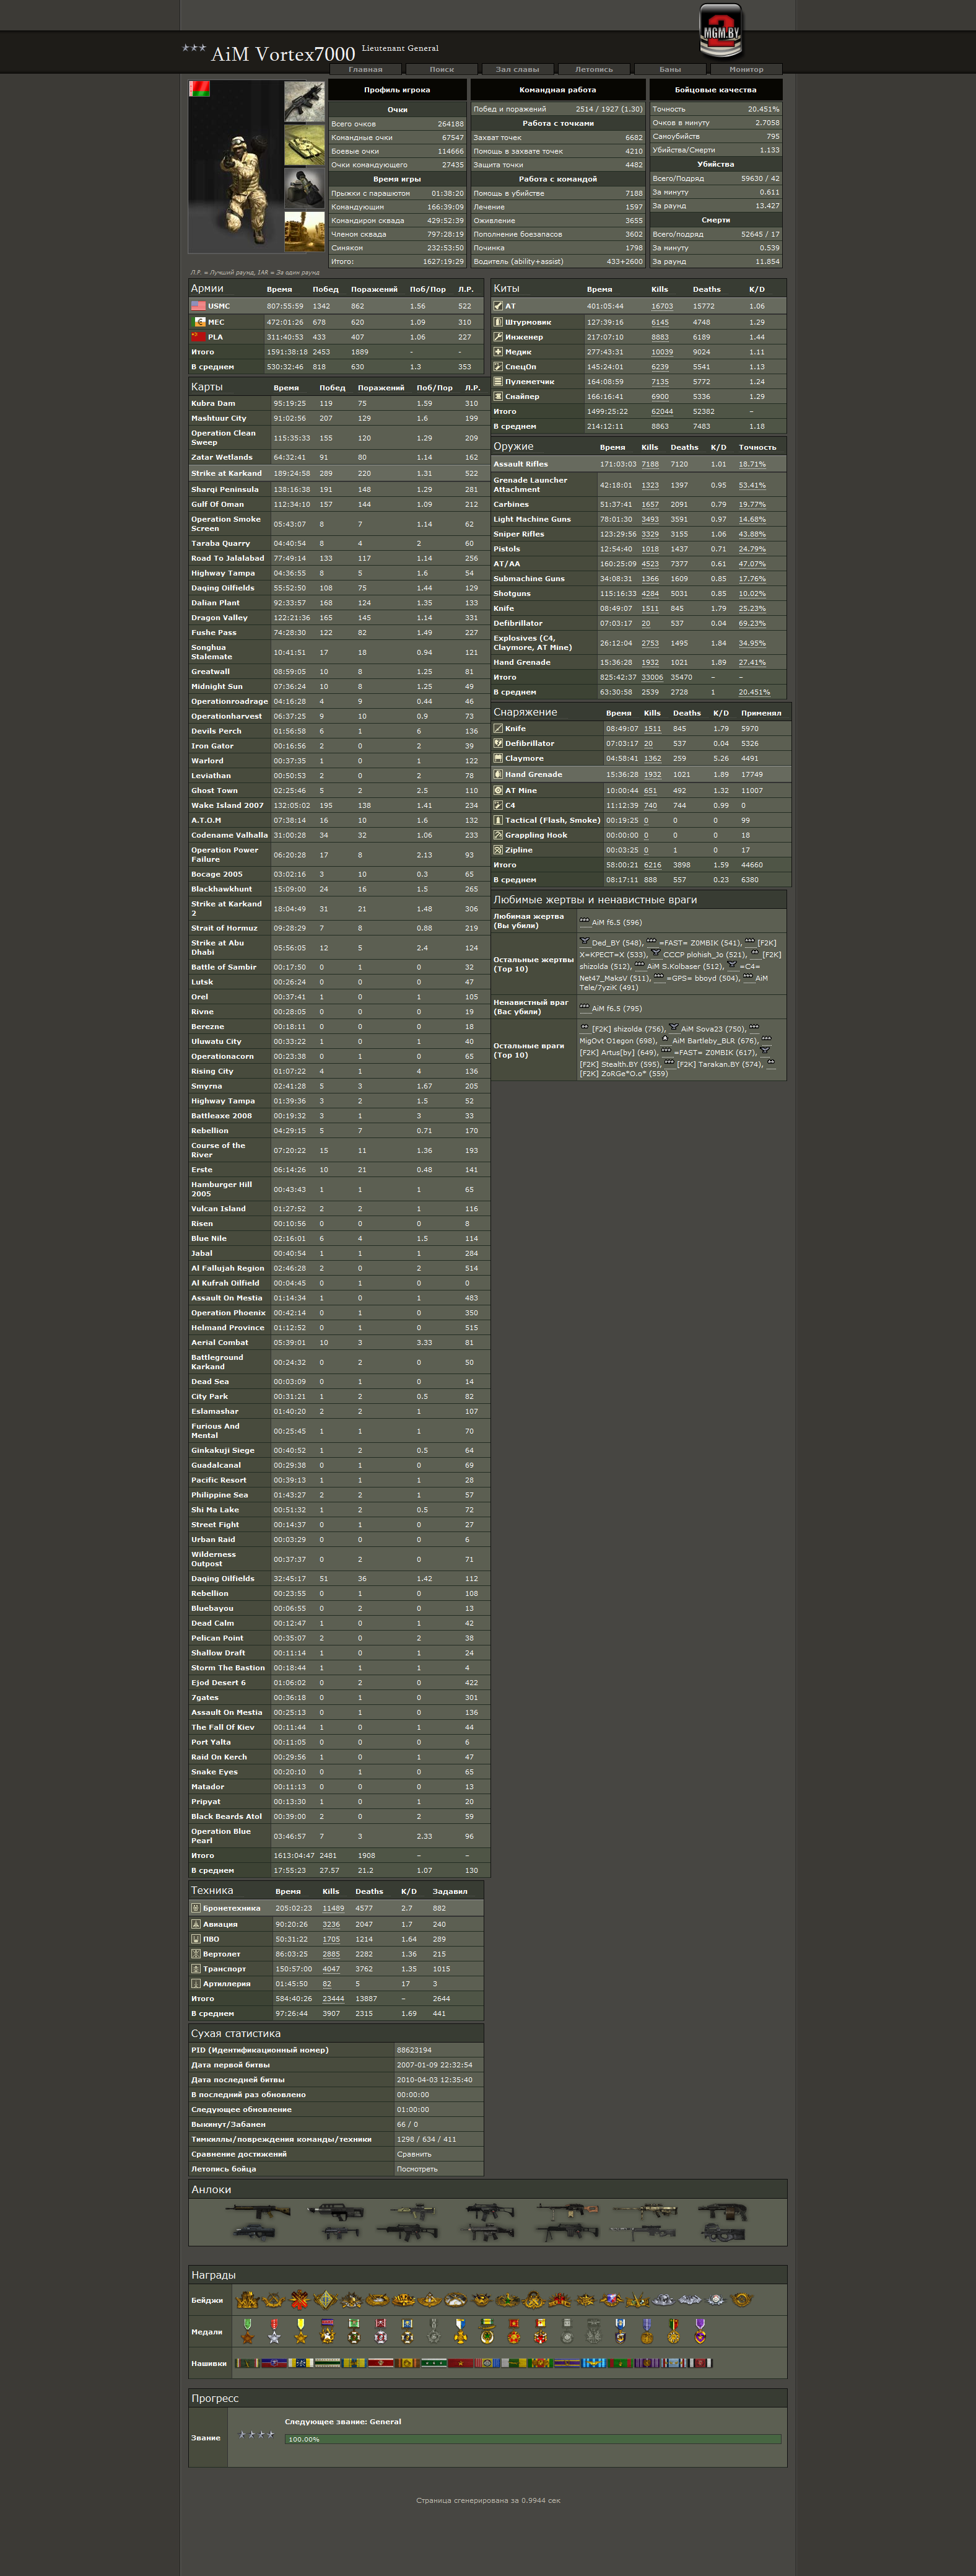 MGM.BY
AiM Vortex7000 Lieutenant General
Главная Поиск Зал славы Летопись Баны Монитор
Профиль игрока
Очки
Всего очков 264188
Командные очки 67547
Боевые очки 114666
Очки командующего 27435
Время игры
Прыжки с парашютом 01:38:20
Командующим 166:39:09
Командиром сквада 429:52:39
Членом сквада 797:28:19
Синяком 232:53:50
Итого: 1627:19:29
Командная работа
Побед и поражений 2514 / 1927 (1.30)
Работа с точками
Захват точек 6682
Помощь в захвате точек 4210
Защита точки 4482
Работа с командой
Помощь в убийстве 7188
Лечение 1597
Оживление 3655
Пополнение боезапасов 3602
Починка 1798
Водитель (ability+assist) 433+2600
Бойцовые качества
Точность 20.451%
Очков в минуту 2.7058
Самоубийств 795
Убийства/Смерти 1.133
Убийства
Всего/Подряд 59630 / 42
За минуту 0.611
За раунд 13.427
Смерти
Всего/подряд 52645 / 17
За минуту 0.539
За раунд 11.854
Л.Р. = Лучший раунд, 1АR = За один раунд
Армии Время Побед Поражений Поб/Пор Л.Р.
USMC 807:55:59 1342 862 1.56 522
MEC 472:01:26 678 620 1.09 310
PLA 311:40:53 433 407 1.06 227
Итого 1591:38:18 2453 1889 – –
В среднем 530:32:46 818 630 1.3 353
Карты Время Побед Поражений Поб/Пор Л.Р.
Kubra Dam 95:19:25 119 75 1.59 310
Mashtuur City 91:02:56 207 129 1.6 199
Operation Clean
Sweep 115:35:33 155 120 1.29 209
Zatar Wetlands 64:32:41 91 80 1.14 162
Strike at Karkand 189:24:58 289 220 1.31 522
Sharqi Peninsula 138:16:38 191 148 1.29 281
Gulf Of Oman 112:34:10 157 144 1.09 212
Operation Smoke
Screen 05:43:07 8 7 1.14 62
Taraba Quarry 04:40:54 8 4 2 60
Road To Jalalabad 77:49:14 133 117 1.14 256
Highway Tampa 04:36:55 8 5 1.6 54
Daqing Oilfields 55:52:50 108 75 1.44 129
Dalian Plant 92:33:57 168 124 1.35 133
Dragon Valley 122:21:36 165 145 1.14 331
Fushe Pass 74:28:30 122 82 1.49 227
Songhua
Stalemate 10:41:51 17 18 0.94 121
Greatwall 08:59:05 10 8 1.25 81
Midnight Sun 07:36:24 10 8 1.25 49
Operationroadrage 04:16:28 4 9 0.44 46
Operationharvest 06:37:25 9 10 0.9 73
Devils Perch 01:56:58 6 1 6 136
Iron Gator 00:16:56 2 0 2 39
Warlord 00:37:35 1 0 1 122
Leviathan 00:50:53 2 0 2 78
Ghost Town 02:25:46 5 2 2.5 110
Wake Island 2007 132:05:02 195 138 1.41 234
A.T.O.M 07:38:14 16 10 1.6 132
Codename Valhalla 31:00:28 34 32 1.06 233
Operation Power
Failure 06:20:28 17 8 2.13 93
Bocage 2005 03:02:16 3 10 0.3 65
Blackhawkhunt 15:09:00 24 16 1.5 265
Strike at Karkand
2 18:04:49 31 21 1.48 306
Strait of Hormuz 09:28:29 7 8 0.88 219
Strike at Abu
Dhabi 05:56:05 12 5 2.4 124
Battle of Sambir 00:17:50 0 1 0 32
Lutsk 00:26:24 0 0 0 47
Orel 00:37:41 1 0 1 105
Rivne 00:28:05 0 0 0 19
Berezne 00:18:11 0 0 0 18
Uluwatu City 00:33:22 1 0 1 40
Operationacorn 00:23:38 0 1 0 65
Rising City 01:07:22 4 1 4 136
Smyrna 02:41:28 5 3 1.67 205
Highway Tampa 01:39:36 3 2 1.5 52
Battleaxe 2008 00:19:32 3 1 3 33
Rebellion 04:29:15 5 7 0.71 170
Course of the
River 07:20:22 15 11 1.36 193
Erste 06:14:26 10 21 0.48 141
Hamburger Hill
2005 00:43:43 1 1 1 65
Vulcan Island 01:27:52 2 2 1 116
Risen 00:10:56 0 0 0 8
Blue Nile 02:16:01 6 4 1.5 114
Jabal 00:40:54 1 1 1 284
Al Fallujah Region 02:46:28 2 0 2 514
Al Kufrah Oilfield 00:04:45 0 1 0 0
Assault On Mestia 01:14:34 1 0 1 483
Operation Phoenix 00:42:14 0 1 0 350
Helmand Province 01:12:52 0 1 0 515
Aerial Combat 05:39:01 10 3 3.33 81
Battleground
Karkand 00:24:32 0 2 0 50
Dead Sea 00:03:09 0 1 0 14
City Park 00:31:21 1 2 0.5 82
Eslamashar 01:40:20 2 2 1 107
Furious And
Mental 00:25:45 1 1 1 70
Ginkakuji Siege 00:40:52 1 2 0.5 64
Guadalcanal 00:29:38 0 1 0 69
Pacific Resort 00:39:13 1 1 1 28
Philippine Sea 01:43:27 2 2 1 57
Shi Ma Lake 00:51:32 1 2 0.5 72
Street Fight 00:14:37 0 1 0 27
Urban Raid 00:03:29 0 0 0 6
Wilderness
Outpost 00:37:37 0 2 0 71
Daqing Oilfields 32:45:17 51 36 1.42 112
Rebellion 00:23:55 0 1 0 108
Bluebayou 00:06:55 0 2 0 13
Dead Calm 00:12:47 1 0 1 42
Pelican Point 00:35:07 2 0 2 38
Shallow Draft 00:11:14 1 0 1 24
Storm The Bastion 00:18:44 1 1 1 4
Ejod Desert 6 01:06:02 0 2 0 422
7gates 00:36:18 0 1 0 301
Assault On Mestia 00:25:13 0 1 0 136
The Fall Of Kiev 00:11:44 1 0 1 44
Port Yalta 00:11:05 0 0 0 6
Raid On Kerch 00:29:56 1 0 1 47
Snake Eyes 00:20:10 0 1 0 65
Matador 00:11:13 0 0 0 13
Pripyat 00:13:30 1 0 1 20
Black Beards Atol 00:39:00 2 0 2 59
Operation Blue
Pearl 03:46:57 7 3 2.33 96
Итого 1613:04:47 2481 1908 – –
В среднем 17:55:23 27.57 21.2 1.07 130
Техника Время Kills Deaths K/D Задавил
Бронетехника 205:02:23 11489 4577 2.7 882
Авиация 90:20:26 3236 2047 1.7 240
ПВО 50:31:22 1705 1214 1.64 289
Вертолет 86:03:25 2885 2282 1.36 215
Транспорт 150:57:00 4047 3762 1.35 1015
Артиллерия 01:45:50 82 5 17 3
Итого 584:40:26 23444 13887 – 2644
В среднем 97:26:44 3907 2315 1.69 441
Сухая статистика
PID (Идентификационный номер) 88623194
Дата первой битвы 2007-01-09 22:32:54
Дата последней битвы 2010-04-03 12:35:40
В последний раз обновлено 00:00:00
Следующее обновление 01:00:00
Выкинут/Забанен 66 / 0
Тимкиллы/повреждения команды/техники 1298 / 634 / 411
Сравнение достижений Сравнить
Летопись бойца Посмотреть
Киты Время Kills Deaths K/D
AT 401:05:44 16703 15772 1.06
Штурмовик 127:39:16 6145 4748 1.29
Инженер 217:07:10 8883 6189 1.44
Медик 277:43:31 10039 9024 1.11
СпецОп 145:24:01 6239 5541 1.13
Пулеметчик 164:08:59 7135 5772 1.24
Снайпер 166:16:41 6900 5336 1.29
Итого 1499:25:22 62044 52382 –
В среднем 214:12:11 8863 7483 1.18
Оружие Время Kills Deaths K/D Точность
Assault Rifles 171:03:03 7188 7120 1.01 18.71%
Grenade Launcher
Attachment 42:18:01 1323 1397 0.95 53.41%
Carbines 51:37:41 1657 2091 0.79 19.77%
Light Machine Guns 78:01:30 3493 3591 0.97 14.68%
Sniper Rifles 123:29:56 3329 3155 1.06 43.88%
Pistols 12:54:40 1018 1437 0.71 24.79%
AT/AA 160:25:09 4523 7377 0.61 47.07%
Submachine Guns 34:08:31 1366 1609 0.85 17.76%
Shotguns 115:16:33 4284 5031 0.85 10.02%
Knife 08:49:07 1511 845 1.79 25.23%
Defibrillator 07:03:17 20 537 0.04 69.23%
Explosives (C4,
Claymore, AT Mine) 26:12:04 2753 1495 1.84 34.95%
Hand Grenade 15:36:28 1932 1021 1.89 27.41%
Итого 825:42:37 33006 35470 – –
В среднем 63:30:58 2539 2728 1 20.451%
Снаряжение Время Kills Deaths K/D Применял
Knife 08:49:07 1511 845 1.79 5970
Defibrillator 07:03:17 20 537 0.04 5326
Claymore 04:58:41 1362 259 5.26 4491
Hand Grenade 15:36:28 1932 1021 1.89 17749
AT Mine 10:00:44 651 492 1.32 11007
C4 11:12:39 740 744 0.99 0
Tactical (Flash, Smoke) 00:19:25 0 0 0 99
Grappling Hook 00:00:00 0 0 0 18
Zipline 00:03:25 0 1 0 17
Итого 58:00:21 6216 3898 1.59 44660
В среднем 08:17:11 888 557 0.23 6380
Любимые жертвы и ненавистные враги
Любимая жертва
(Вы убили) AiM f6.5 (596)
Остальные жертвы
(Top 10)
Ded_BY (548), =FAST= Z0MBIK (541), [F2K]
X=KPECT=X (533), CCCP plohish_Jo (521), [F2K]
shizolda (512), AiM S.Kolbaser (512), =C4=
Net47_MaksV (511), =GPS= bboyd (504), AiM
Tele/7yziK (491)
Ненавистный враг
(Вас убили) AiM f6.5 (795)
Остальные враги
(Top 10)
[F2K] shizolda (756), AiM Sova23 (750),
MigOvt O1egon (698), AiM Bartleby_BLR (676),
[F2K] Artus[by] (649), =FAST= Z0MBIK (617),
[F2K] Stealth.BY (595), [F2K] Tarakan.BY (574),
[F2K] ZoRGe*O.o* (559)
Анлоки
Награды
Бейджи
Медали
Нашивки
Прогресс
Звание
Следующее звание: General
100.00%
Страница сгенерирована за 0.9944 сек